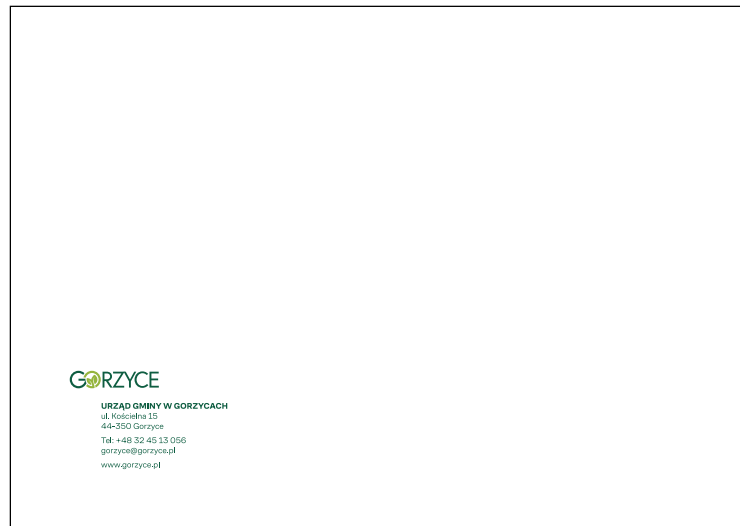 GORZYCE
URZĄD GMINY W GORZYCACH
ul. Kościelna 15
44-350 Gorzyce
Tel: +48 32 45 13 056
gorzyce@gorzyce.pl
www.gorzyce.pl